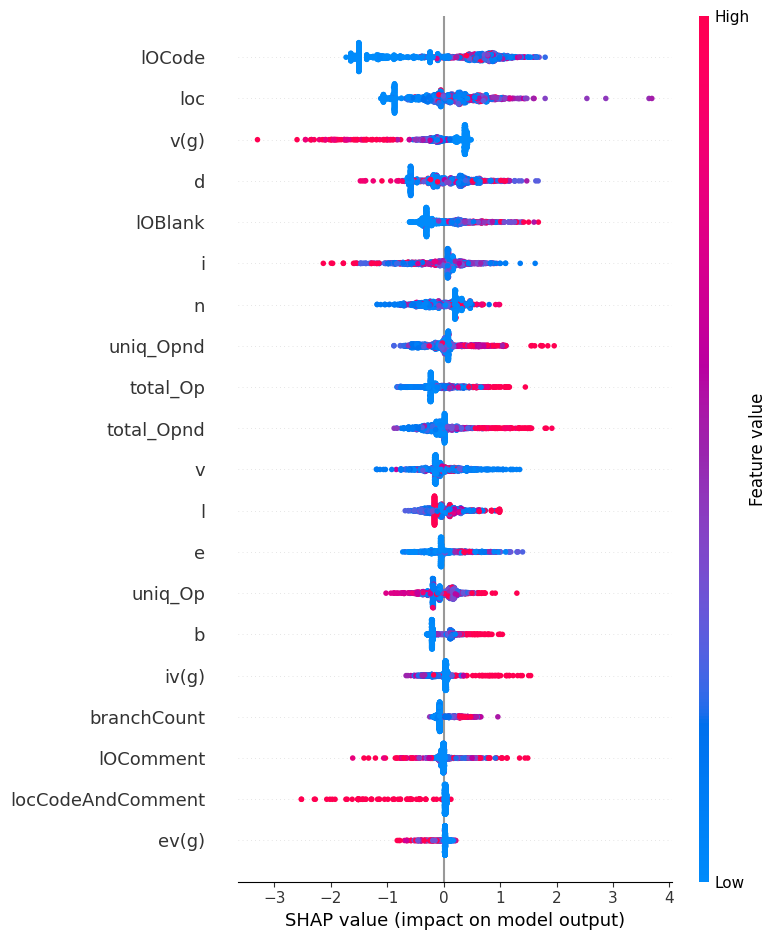 High
lOCode
loc
v(g)
d
lOBlank
i
n
uniq_Opnd
total_Op
total_Opnd
v
l
e
uniq_Op
b
iv(g)
branchCount
lOComment
locCodeAndComment
ev(g)
Feature value
Low
−3 −2 −1 0 1 2 3 4
SHAP value (impact on model output)